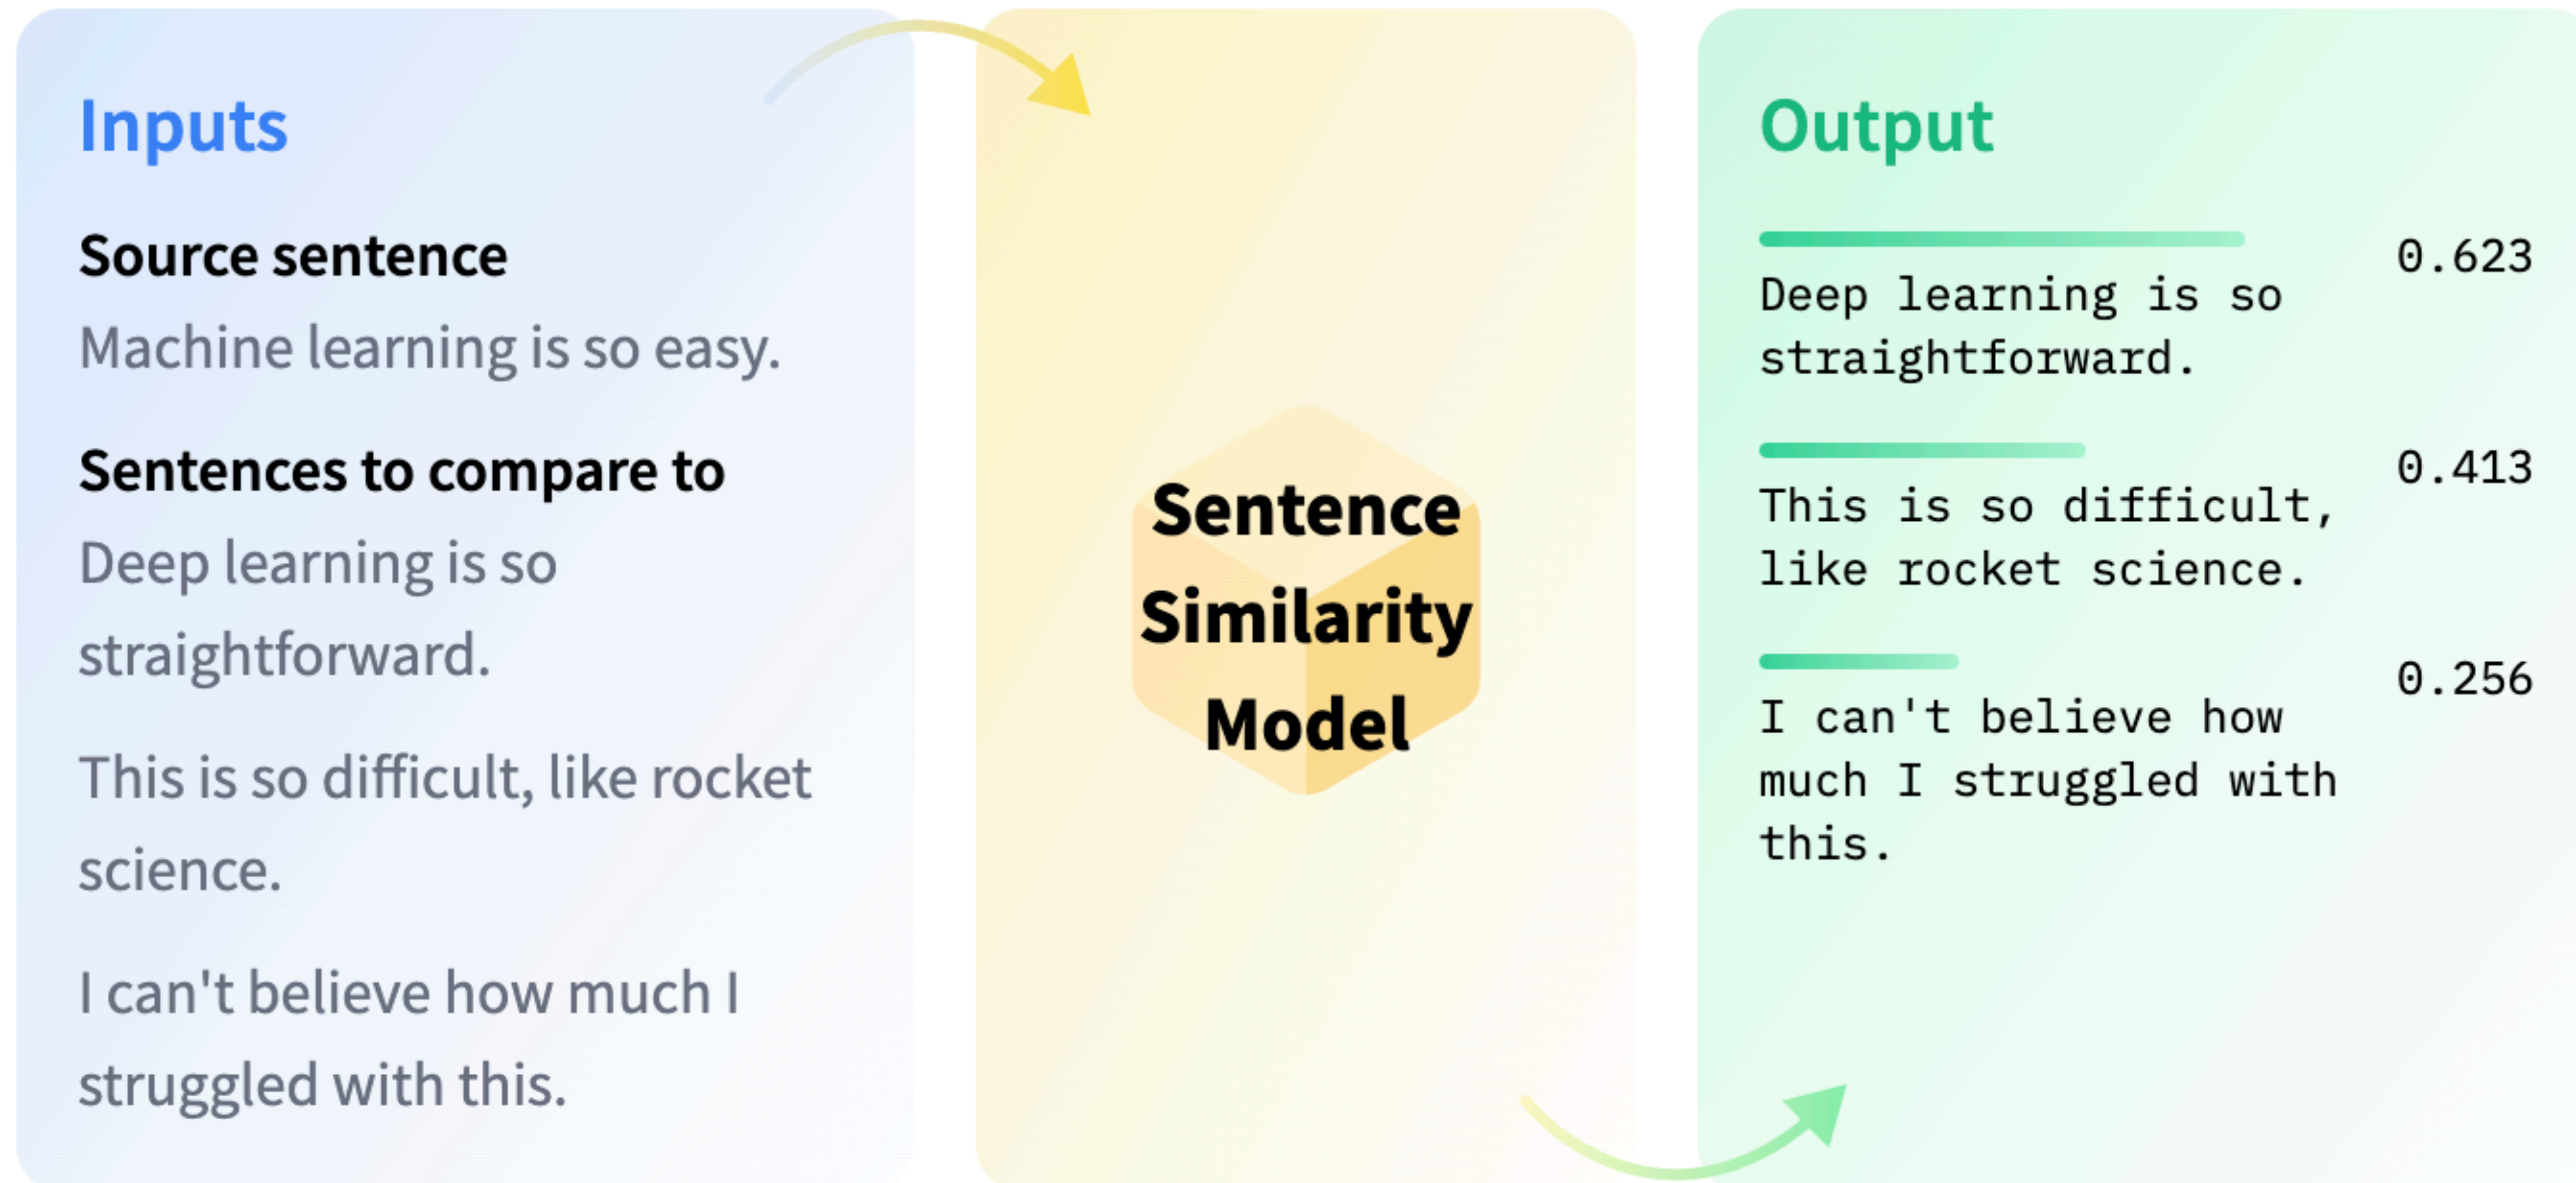 Inputs
Source sentence
Machine learning is so easy.
Sentences to compare to
Deep learning is so
straightforward.
This is so difficult, like rocket
science.
I can't believe how much I
struggled with this.
Sentence
Similarity
Model
Output
0.623
Deep learning is so
straightforward.
0.413
This is so difficult,
like rocket science.
0.256
I can't believe how
much I struggled with
this.